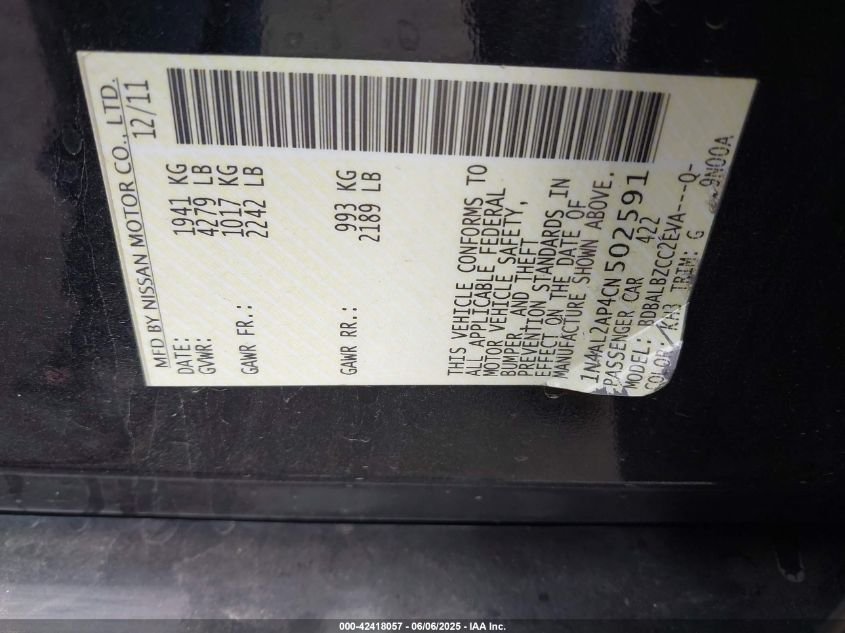 MFD BY NISSAN MOTOR CO., LTD.
DATE: 12/11
GVWR: 1941 KG
4279 LB
GAWR FR.: 1017 KG
2242 LB
GAWR RR.: 993 KG
2189 LB
THIS VEHICLE CONFORMS TO
ALL APPLICABLE FEDERAL
MOTOR VEHICLE SAFETY,
BUMPER, AND THEFT
PREVENTION STANDARDS IN
EFFECT ON THE DATE OF
MANUFACTURE SHOWN ABOVE.
1N4AL2AP4CN502591
PASSENGER CAR 422
MODEL: BDBALBZCC2EVA---Q-
COLOR: KH3 TRIM: G 9N00A
000-42418057 - 06/06/2025 - IAA Inc.